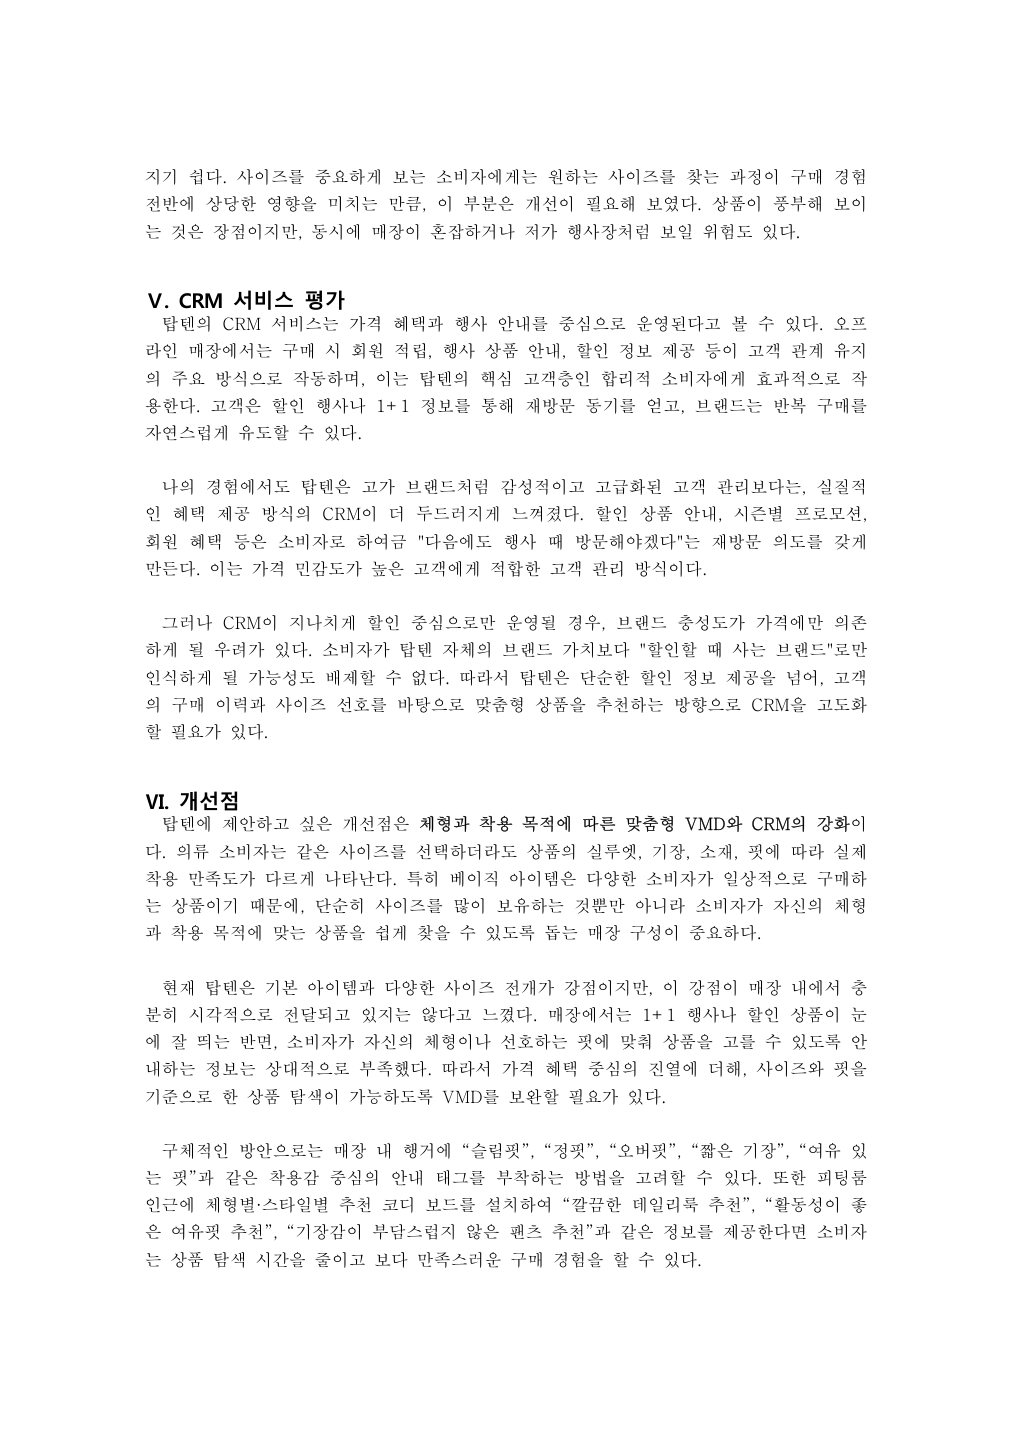 지기 쉽다. 사이즈를 중요하게 보는 소비자에게는 원하는 사이즈를 찾는 과정이 구매 경험
전반에 상당한 영향을 미치는 만큼, 이 부분은 개선이 필요해 보였다. 상품이 풍부해 보이
는 것은 장점이지만, 동시에 매장이 혼잡하거나 저가 행사장처럼 보일 위험도 있다.
Ⅴ. CRM 서비스 평가
탑텐의 CRM 서비스는 가격 혜택과 행사 안내를 중심으로 운영된다고 볼 수 있다. 오프
라인 매장에서는 구매 시 회원 적립, 행사 상품 안내, 할인 정보 제공 등이 고객 관계 유지
의 주요 방식으로 작동하며, 이는 탑텐의 핵심 고객층인 합리적 소비자에게 효과적으로 작
용한다. 고객은 할인 행사나 1+1 정보를 통해 재방문 동기를 얻고, 브랜드는 반복 구매를
자연스럽게 유도할 수 있다.
나의 경험에서도 탑텐은 고가 브랜드처럼 감성적이고 고급화된 고객 관리보다는, 실질적
인 혜택 제공 방식의 CRM이 더 두드러지게 느껴졌다. 할인 상품 안내, 시즌별 프로모션,
회원 혜택 등은 소비자로 하여금 "다음에도 행사 때 방문해야겠다"는 재방문 의도를 갖게
만든다. 이는 가격 민감도가 높은 고객에게 적합한 고객 관리 방식이다.
그러나 CRM이 지나치게 할인 중심으로만 운영될 경우, 브랜드 충성도가 가격에만 의존
하게 될 우려가 있다. 소비자가 탑텐 자체의 브랜드 가치보다 "할인할 때 사는 브랜드"로만
인식하게 될 가능성도 배제할 수 없다. 따라서 탑텐은 단순한 할인 정보 제공을 넘어, 고객
의 구매 이력과 사이즈 선호를 바탕으로 맞춤형 상품을 추천하는 방향으로 CRM을 고도화
할 필요가 있다.
Ⅵ. 개선점
탑텐에 제안하고 싶은 개선점은 체형과 착용 목적에 따른 맞춤형 VMD와 CRM의 강화이
다. 의류 소비자는 같은 사이즈를 선택하더라도 상품의 실루엣, 기장, 소재, 핏에 따라 실제
착용 만족도가 다르게 나타난다. 특히 베이직 아이템은 다양한 소비자가 일상적으로 구매하
는 상품이기 때문에, 단순히 사이즈를 많이 보유하는 것뿐만 아니라 소비자가 자신의 체형
과 착용 목적에 맞는 상품을 쉽게 찾을 수 있도록 돕는 매장 구성이 중요하다.
현재 탑텐은 기본 아이템과 다양한 사이즈 전개가 강점이지만, 이 강점이 매장 내에서 충
분히 시각적으로 전달되고 있지는 않다고 느꼈다. 매장에서는 1+1 행사나 할인 상품이 눈
에 잘 띄는 반면, 소비자가 자신의 체형이나 선호하는 핏에 맞춰 상품을 고를 수 있도록 안
내하는 정보는 상대적으로 부족했다. 따라서 가격 혜택 중심의 진열에 더해, 사이즈와 핏을
기준으로 한 상품 탐색이 가능하도록 VMD를 보완할 필요가 있다.
구체적인 방안으로는 매장 내 행거에 “슬림핏”, “정핏”, “오버핏”, “짧은 기장”, “여유 있
는 핏”과 같은 착용감 중심의 안내 태그를 부착하는 방법을 고려할 수 있다. 또한 피팅룸
인근에 체형별·스타일별 추천 코디 보드를 설치하여 “깔끔한 데일리룩 추천”, “활동성이 좋
은 여유핏 추천”, “기장감이 부담스럽지 않은 팬츠 추천”과 같은 정보를 제공한다면 소비자
는 상품 탐색 시간을 줄이고 보다 만족스러운 구매 경험을 할 수 있다.